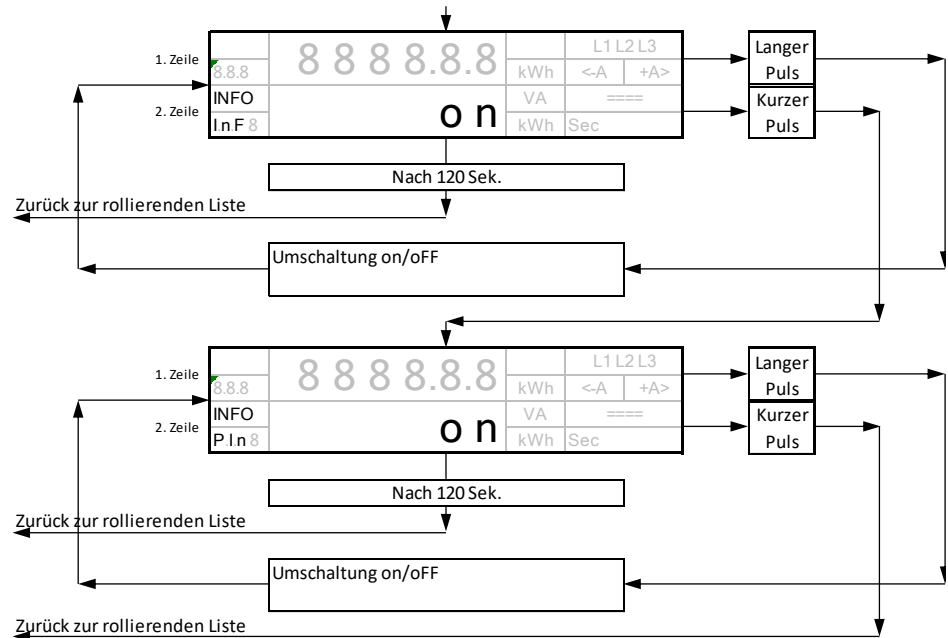 1. Zeile
8 8 8 8.8.8
L1 L2 L3
8.8.8
kWh
<-A
+A>
2. Zeile
INFO
VA
====
I.n.F 8
o n
kWh
Sec
Langer
Puls
Kurzer
Puls
Nach 120 Sek.
Zurück zur rollierenden Liste
Umschaltung on/oFF
1. Zeile
8 8 8 8.8.8
L1 L2 L3
8.8.8
kWh
<-A
+A>
2. Zeile
INFO
VA
====
P.I.n 8
o n
kWh
Sec
Langer
Puls
Kurzer
Puls
Nach 120 Sek.
Zurück zur rollierenden Liste
Umschaltung on/oFF
Zurück zur rollierenden Liste